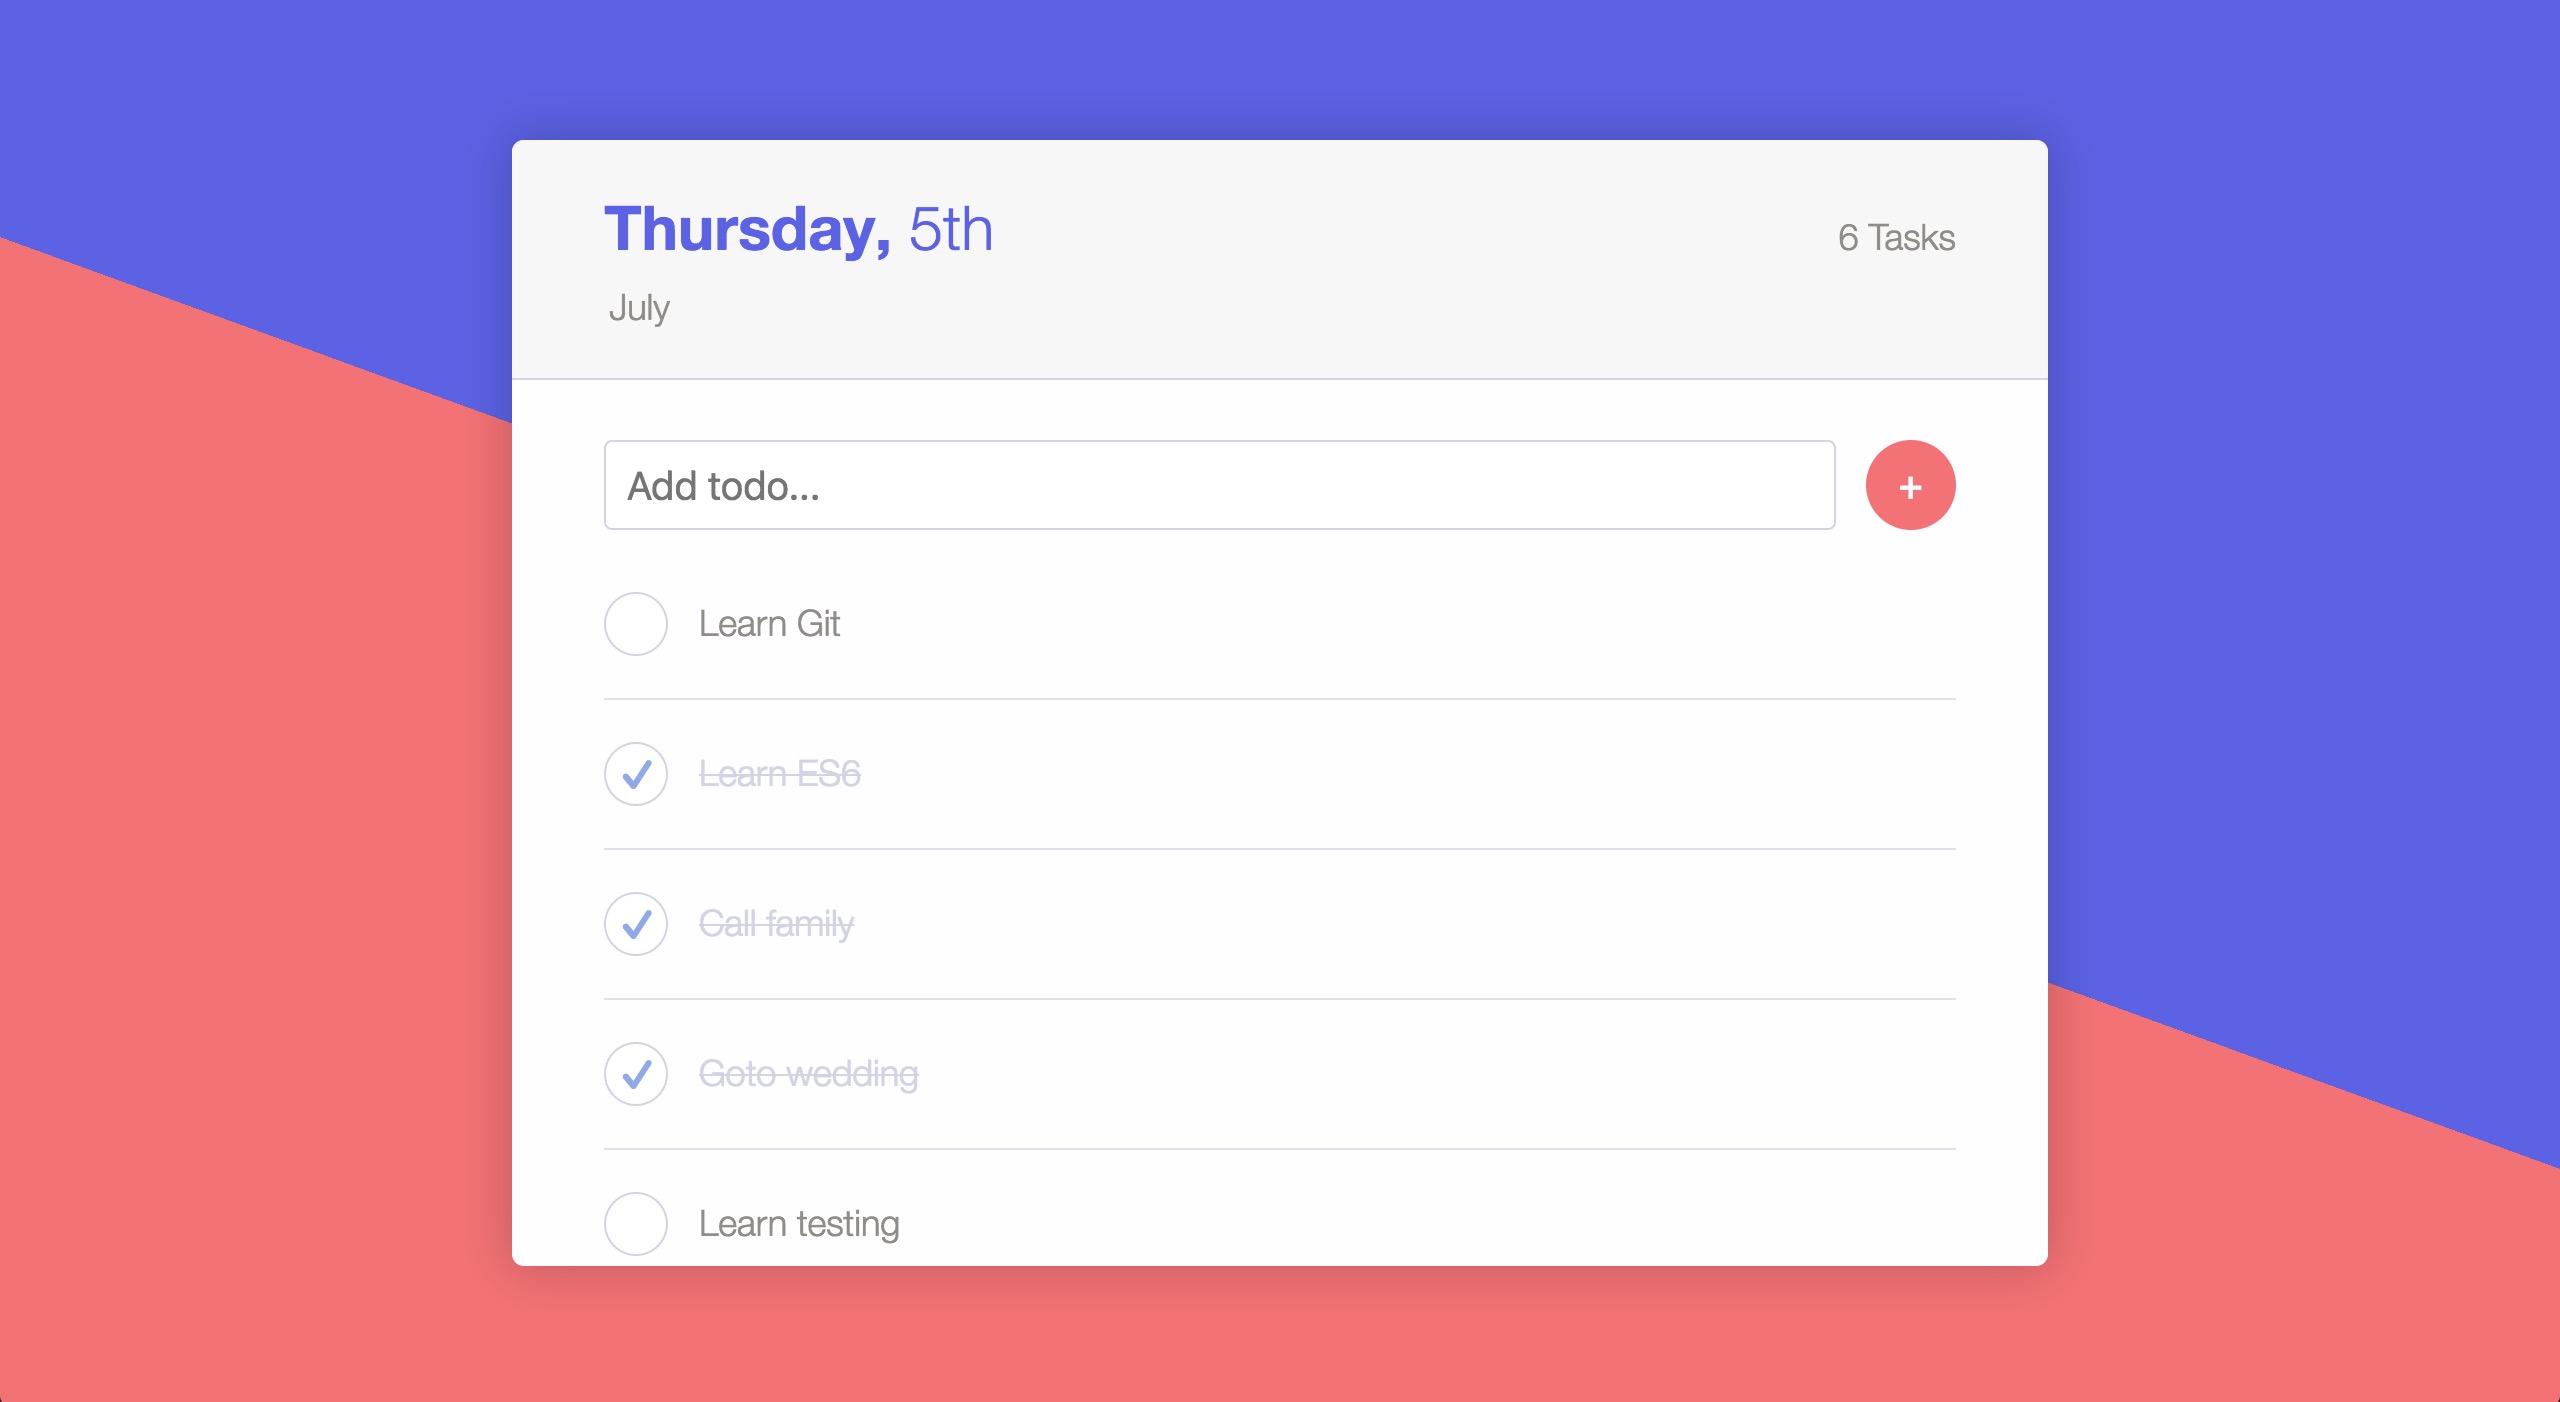 Thursday, 5th
6 Tasks
July
Add todo...
+
Learn Git
Learn ES6
Call family
Goto wedding
Learn testing